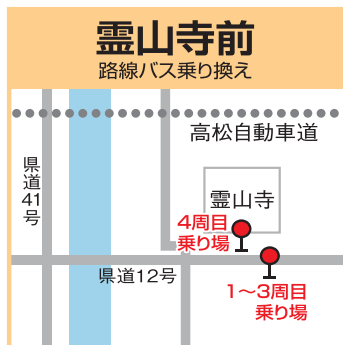 霊山寺前
路線バス乗り換え
高松自動車道
県道41号
霊山寺
4周目
乗り場
県道12号
1〜3周目
乗り場